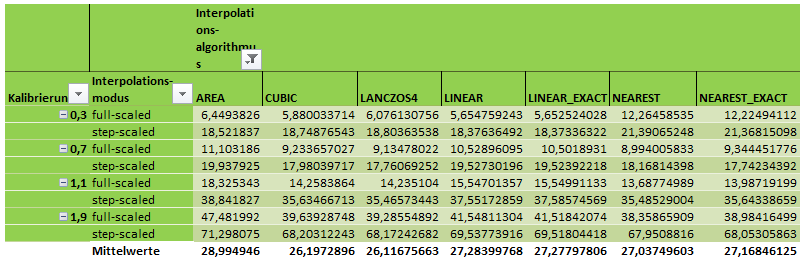 Interpolati
ons-
algorithmu
s
Kalibrierun Interpolations-
modus AREA CUBIC LANCZOS4 LINEAR LINEAR_EXACT NEAREST NEAREST_EXACT
0,3 full-scaled 6,4493826 5,880033714 6,076130756 5,654759243 5,652524028 12,26458535 12,22494112
step-scaled 18,521837 18,74876543 18,80363538 18,37636492 18,37336322 21,39065248 21,36815098
0,7 full-scaled 11,103186 9,233657027 9,13478022 10,52896095 10,5018931 8,994005833 9,344451776
step-scaled 19,937925 17,98039717 17,76069252 19,52730196 19,52392218 18,16814398 17,74234392
1,1 full-scaled 18,325343 14,2583864 14,235104 15,54701357 15,54991133 13,68774989 13,98719199
step-scaled 38,841827 35,63466713 35,46573443 37,55172859 37,58574569 35,48529004 35,64338659
1,9 full-scaled 47,481992 39,63928748 39,28554892 41,54811304 41,51842074 38,35865909 38,98416499
step-scaled 71,298075 68,20312243 68,17242682 69,53773916 69,51804418 67,9508816 68,05305863
Mittelwerte 28,994946 26,1972896 26,11675663 27,28399768 27,27797806 27,03749603 27,16846125